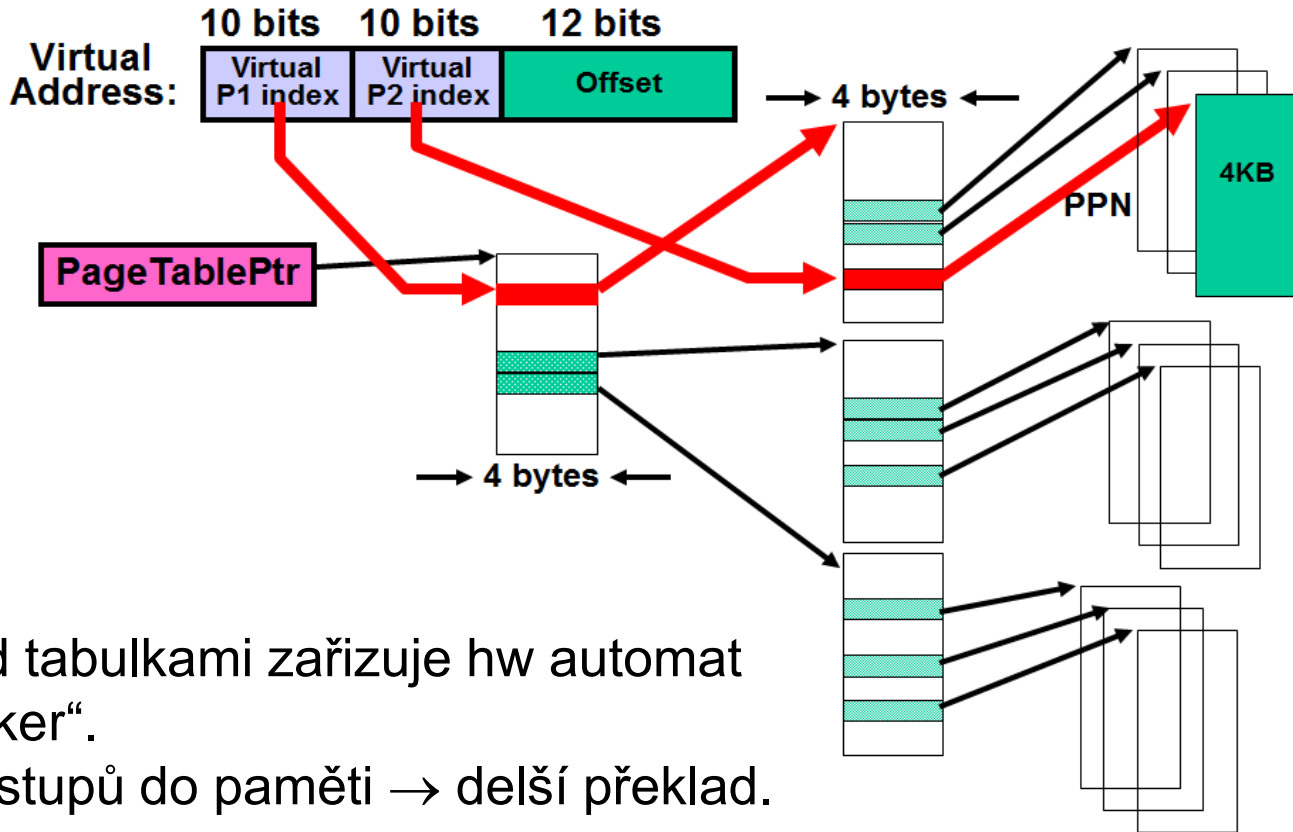 10 bits 10 bits 12 bits
Virtual Address:
Virtual P1 index
Virtual P2 index
Offset
4 bytes
4KB
PPN
PageTablePtr
4 bytes
d tabulkami zařizuje hw automat
ker“.
stupů do paměti → delší překlad.